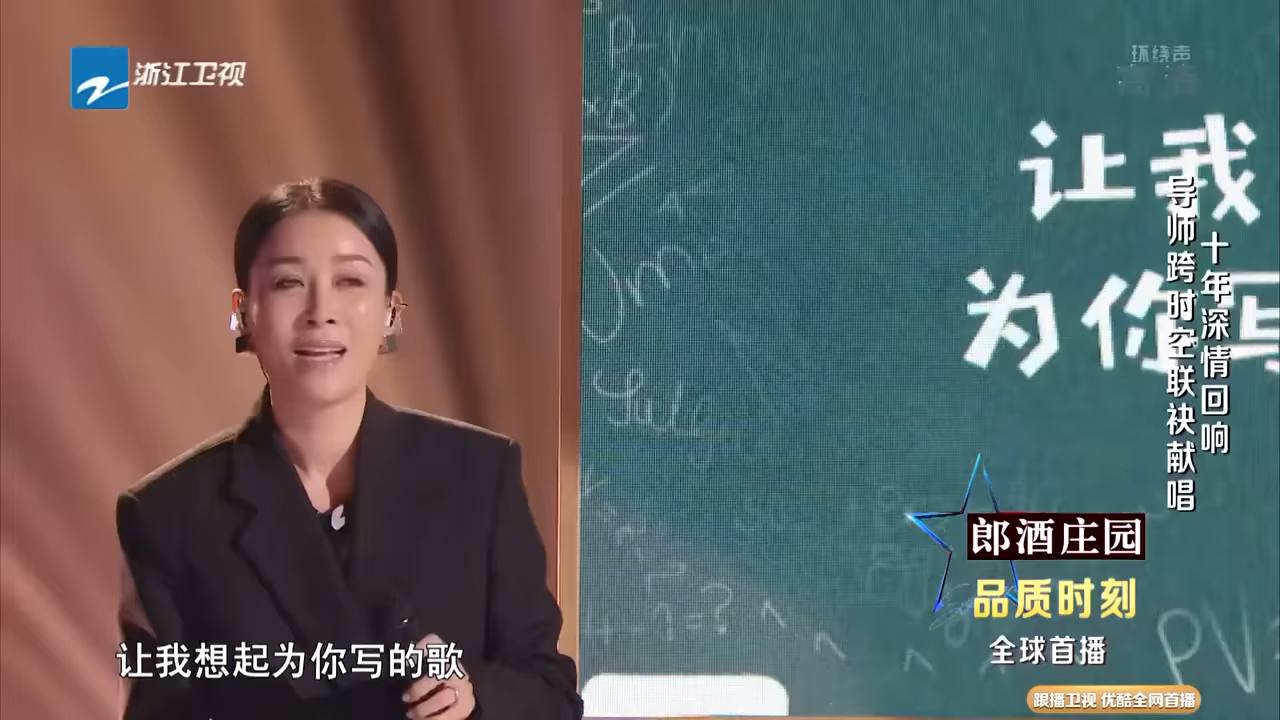 浙江卫视
环绕声
高清
让我
为你写
十年深情回响
导师跨时空联袂献唱
郎酒庄园
品质时刻
全球首播
让我想起为你写的歌
跟播卫视 优酷全网首播
n=?
PV